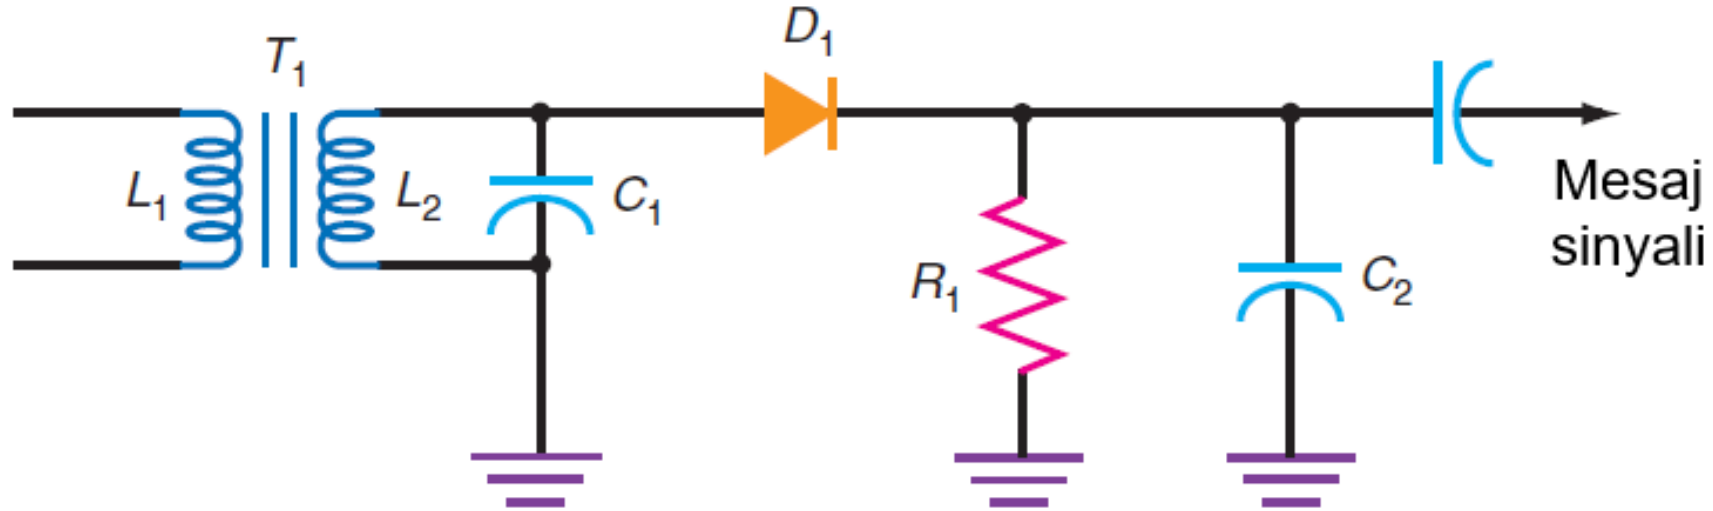 T₁
D₁
L₁
L₂
C₁
R₁
C₂
Mesaj
sinyali